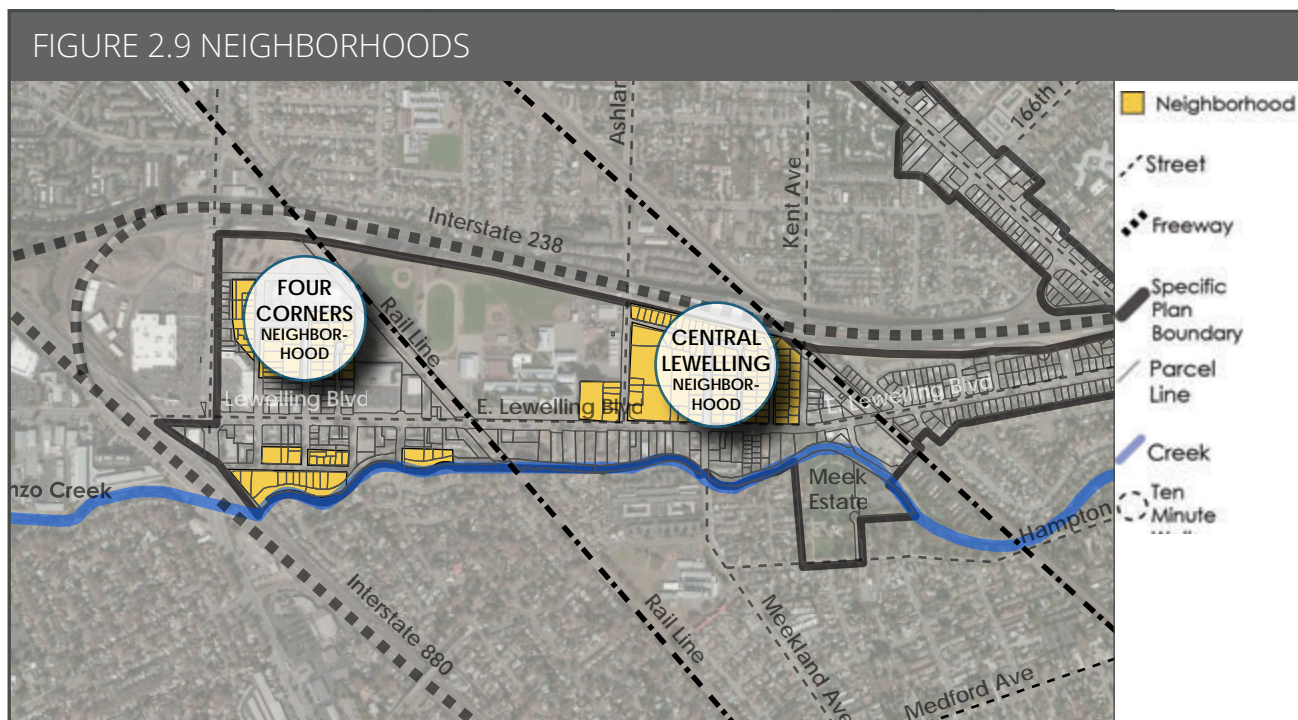 FIGURE 2.9 NEIGHBORHOODS
Neighborhood
Street
Freeway
Specific
Plan
Boundary
Parcel
Line
Creek
Ten
Minute
166th
Kent Ave
Interstate 238
FOUR
CORNERS
NEIGHBOR-
HOOD
Rail Line
CENTRAL
LEWELLING
NEIGHBOR-
HOOD
Lewelling Blvd
E. Lewelling Blvd
E. Lewelling Blvd
nzo Creek
Meek
Estate
Hampton
Interstate 880
Rail Line
Meekland Ave
Medford Ave